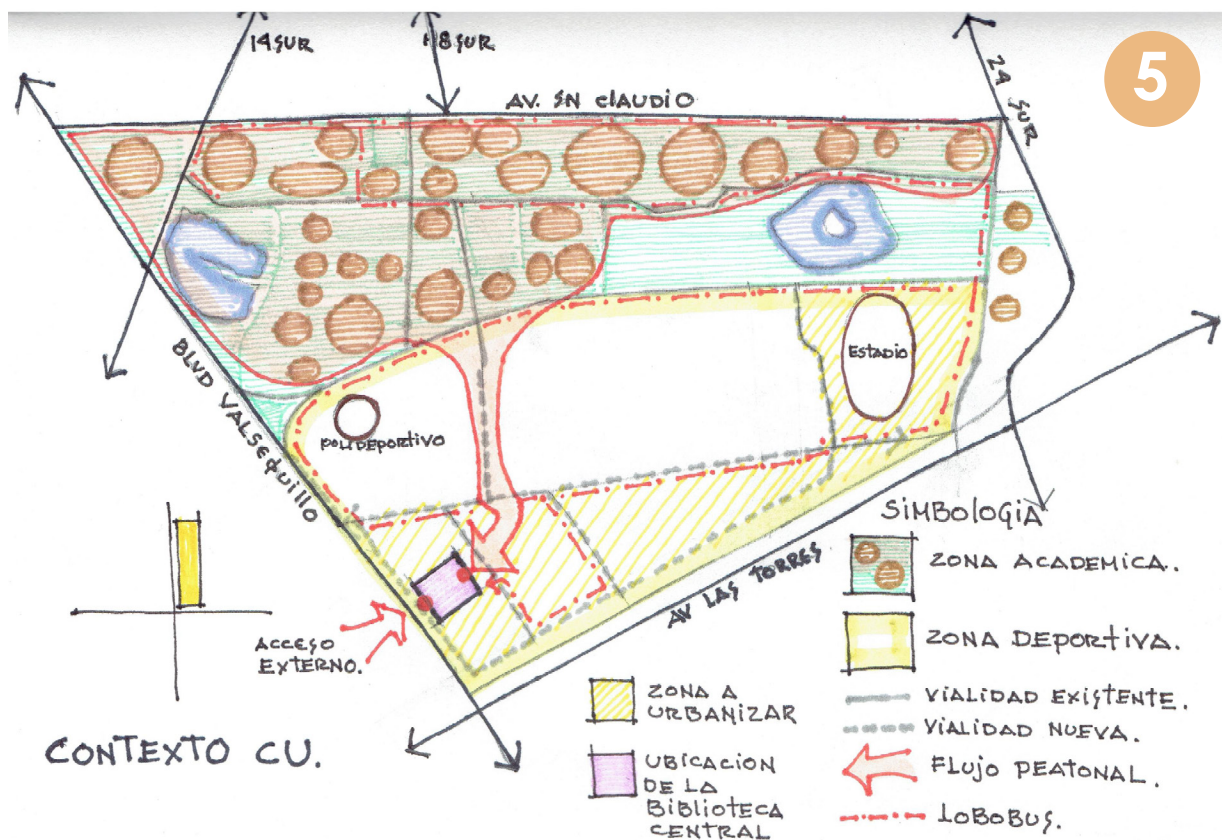 14 SUR
18 SUR
24 SUR
5
AV. SN CLAUDIO
BLVD VALSEQUILLO
ESTADIO
POLIDEPORTIVO
AV LAS TORRES
ACCESO
EXTERNO.
CONTEXTO CU.
SIMBOLOGIA
ZONA ACADEMICA.
ZONA DEPORTIVA.
ZONA A
URBANIZAR
VIALIDAD EXISTENTE.
VIALIDAD NUEVA.
UBICACION
DE LA
BIBLIOTECA
CENTRAL
FLUJO PEATONAL.
LOBOBUS.